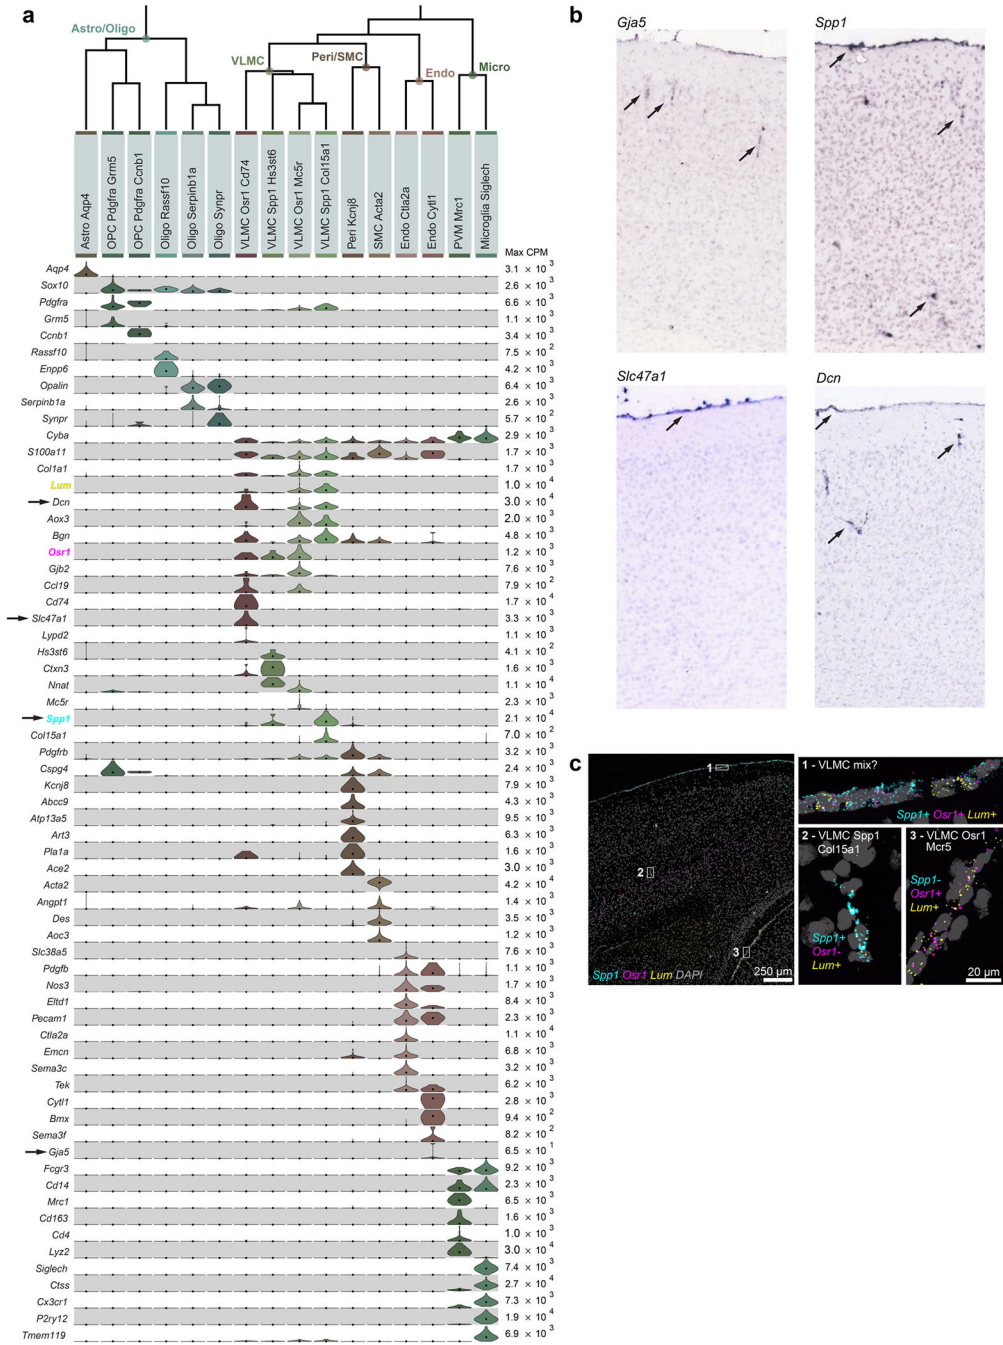 a
Astro/Oligo
VLMC
Peri/SMC
Endo
Micro
Astro Aqp4
OPC Pdgfra Grm5
OPC Pdgfra Ccnb1
Oligo Rassf10
Oligo Serpinb1a
Oligo Synpr
VLMC Osr1 Cd74
VLMC Spp1 Hs3st6
VLMC Osr1 Mc5r
VLMC Spp1 Col15a1
Peri Kcnj8
SMC Acta2
Endo Ctla2a
Endo Cytl1
PVM Mrc1
Microglia Siglech
Max CPM
Aqp4 3.1 × 10 3
Sox10 2.6 × 10 3
Pdgfra 6.6 × 10 3
Grm5 1.1 × 10 3
Ccnb1 3.4 × 10 3
Rassf10 7.5 × 10 2
Enpp6 4.2 × 10 3
Opalin 6.4 × 10 3
Serpinb1a 2.6 × 10 3
Synpr 5.7 × 10 2
Cyba 2.9 × 10 3
S100a11 1.7 × 10 3
Col1a1 1.7 × 10 3
Lum 1.0 × 10 4
Dcn 3.0 × 10 4
Aox3 2.0 × 10 3
Bgn 4.8 × 10 3
Osr1 1.2 × 10 3
Gjb2 7.6 × 10 3
Ccl19 7.9 × 10 2
Cd74 1.7 × 10 4
Slc47a1 3.3 × 10 3
Lypd2 1.1 × 10 3
Hs3st6 4.1 × 10 2
Ctxn3 1.6 × 10 3
Nnat 1.1 × 10 4
Mc5r 2.3 × 10 3
Spp1 2.1 × 10 4
Col15a1 7.0 × 10 2
Pdgfrb 3.2 × 10 3
Cspg4 2.4 × 10 3
Kcnj8 7.9 × 10 3
Abcc9 4.3 × 10 3
Atp13a5 9.5 × 10 3
Art3 6.3 × 10 3
Pla1a 1.6 × 10 3
Ace2 3.0 × 10 3
Acta2 4.2 × 10 4
Angpt1 1.4 × 10 3
Des 3.5 × 10 3
Aoc3 1.2 × 10 3
Slc38a5 7.6 × 10 3
Pdgfb 1.1 × 10 3
Nos3 1.7 × 10 3
Eltd1 8.4 × 10 3
Pecam1 2.3 × 10 3
Ctla2a 1.1 × 10 4
Emcn 6.8 × 10 3
Sema3c 3.2 × 10 3
Tek 6.2 × 10 3
Cytl1 2.8 × 10 3
Bmx 9.4 × 10 2
Sema3f 8.2 × 10 2
Gja5 6.5 × 10 1
Fcgr3 9.2 × 10 3
Cd14 2.3 × 10 3
Mrc1 6.5 × 10 3
Cd163 1.6 × 10 3
Cd4 1.0 × 10 3
Lyz2 3.0 × 10 4
Siglech 7.4 × 10 3
Ctss 2.7 × 10 4
Cx3cr1 7.3 × 10 3
P2ry12 1.9 × 10 4
Tmem119 6.9 × 10 3
b
Gja5
Spp1
Slc47a1
Dcn
c
1
2
3
Spp1 Osr1 Lum DAPI
250 µm
1 - VLMC mix?
Spp1+ Osr1+ Lum+
2 - VLMC Spp1
Col15a1
Spp1+
Osr1-
Lum+
3 - VLMC Osr1
Mcr5
Spp1-
Osr1+
Lum+
20 µm